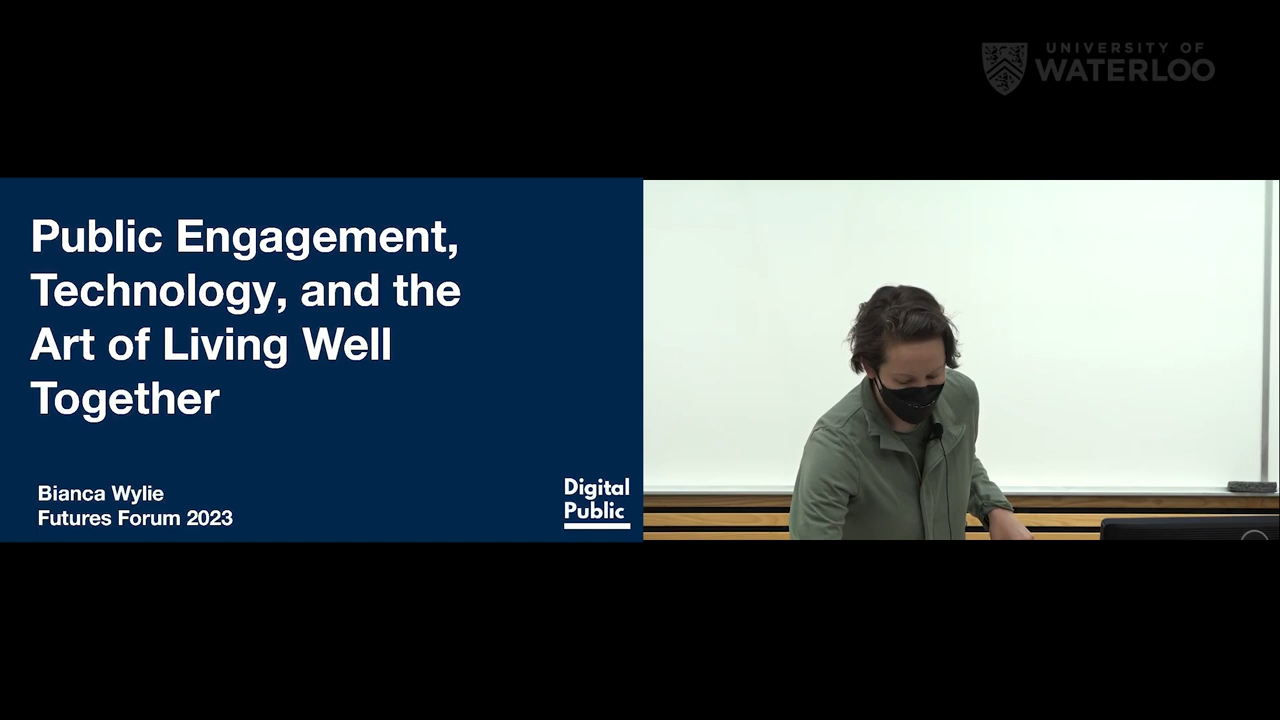 UNIVERSITY OF
WATERLOO
Public Engagement,
Technology, and the
Art of Living Well
Together
Bianca Wylie
Futures Forum 2023
Digital
Public